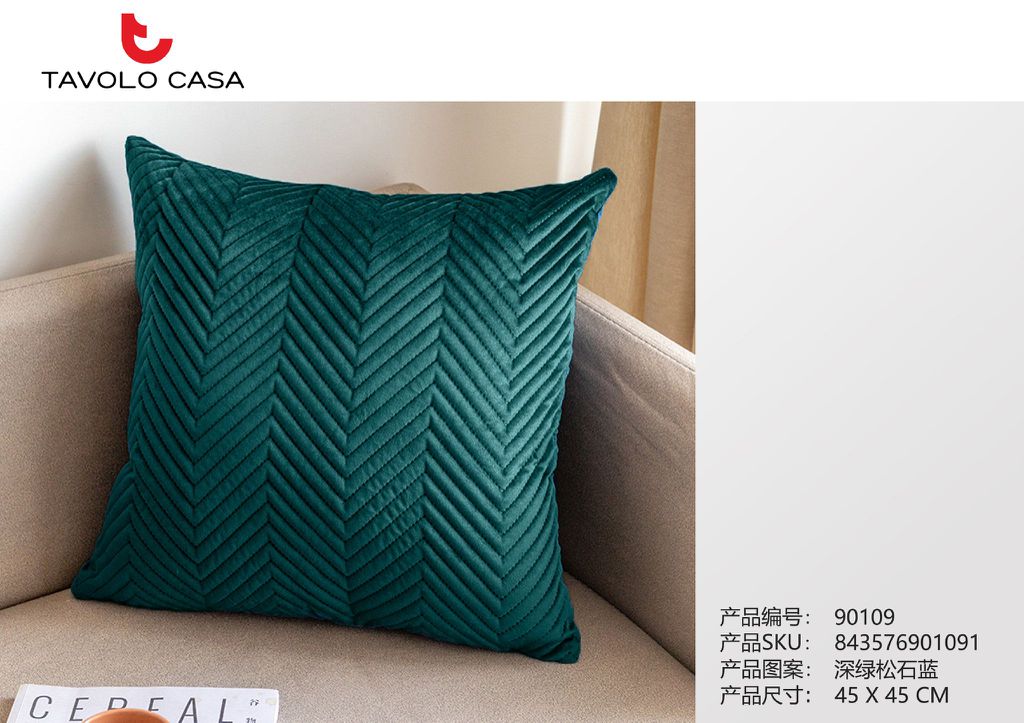 TAVOLO CASA
产品编号： 90109
产品SKU： 843576901091
产品图案： 深绿松石蓝
产品尺寸： 45 X 45 CM
CEREAL